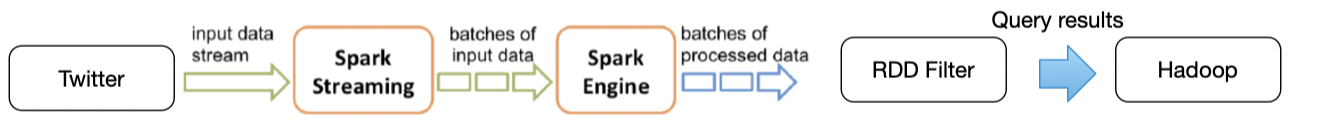 Twitter
input data
stream
Spark
Streaming
batches of
input data
Spark
Engine
batches of
processed data
RDD Filter
Query results
Hadoop